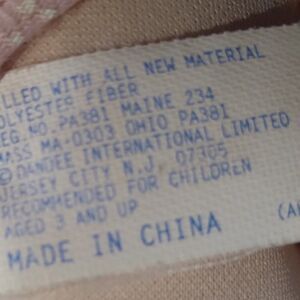 LLED WITH ALL NEW MATERIAL
OLYESTER FIBER
EG.NO.PA381 MAINE 234
MASS MA-0303 OHIO PA381
©DANDEE INTERNATIONAL LIMITED
JERSEY CITY N.J. 07305
RECOMMENDED FOR CHILDREN
AGED 3 AND UP
MADE IN CHINA